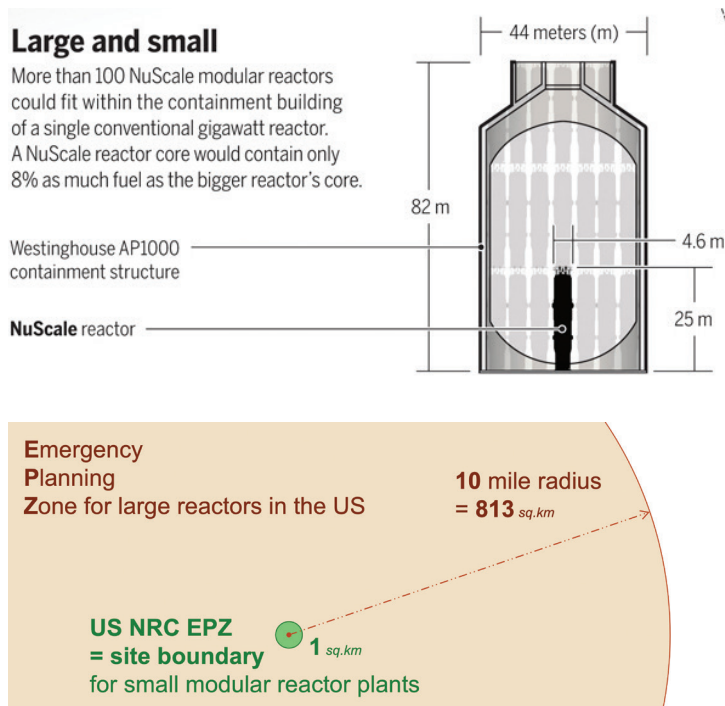 Large and small
More than 100 NuScale modular reactors
could fit within the containment building
of a single conventional gigawatt reactor.
A NuScale reactor core would contain only
8% as much fuel as the bigger reactor's core.
44 meters (m)
82 m
Westinghouse AP1000
containment structure
4.6 m
NuScale reactor
25 m
Emergency
Planning
Zone for large reactors in the US
10 mile radius
= 813 sq.km
US NRC EPZ
= site boundary
for small modular reactor plants
1 sq.km